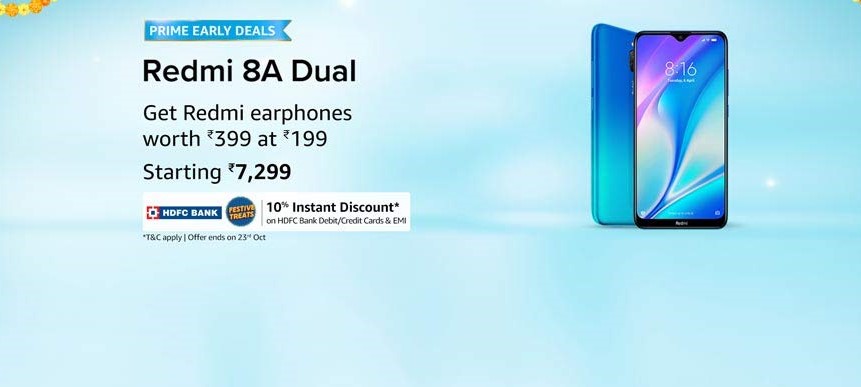 PRIME EARLY DEALS
Redmi 8A Dual
Get Redmi earphones
worth ₹399 at ₹199
Starting ₹7,299
HDFC BANK
FESTIVE
TREATS
10% Instant Discount*
on HDFC Bank Debit/Credit Cards & EMI
*T&C apply | Offer ends on 23rd Oct
8:16
Redmi